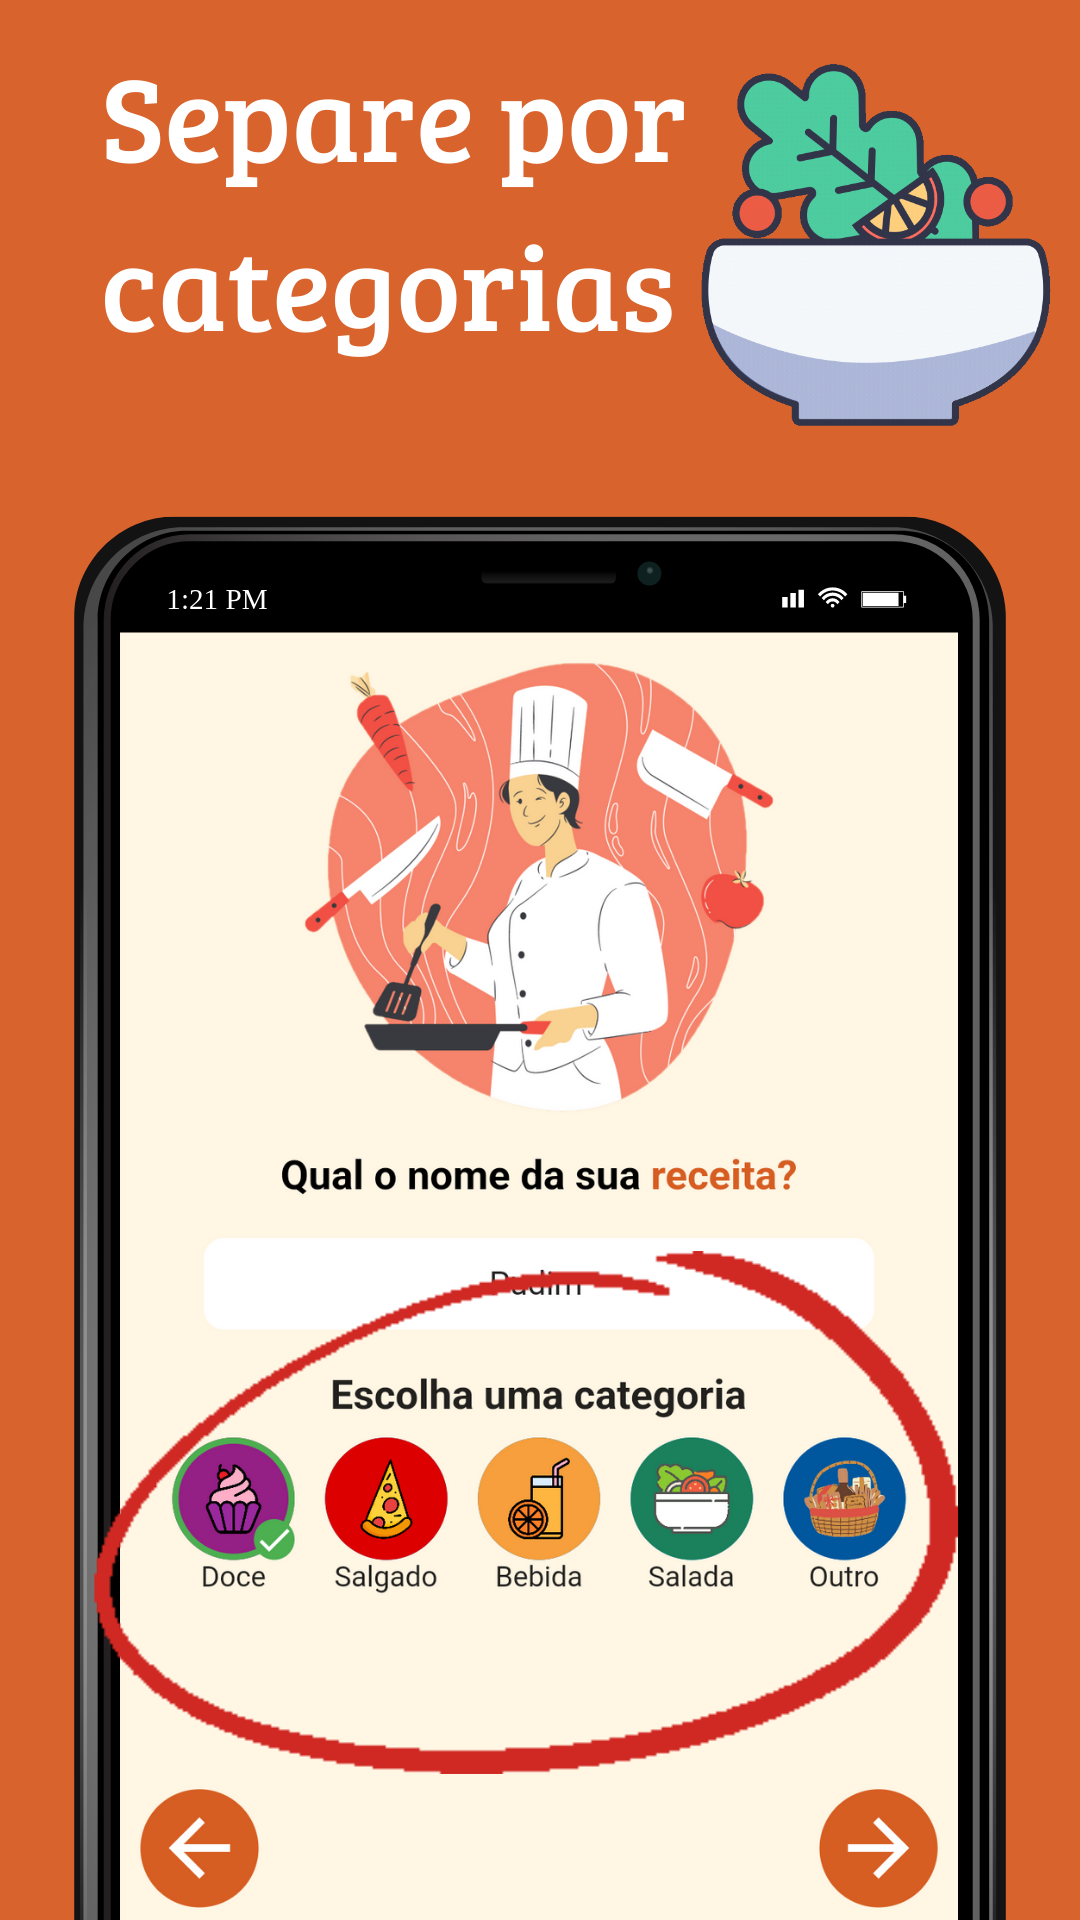 Separe por
categorias
1:21 PM
Qual o nome da sua receita?
Pudim
Escolha uma categoria
Doce
Salgado
Bebida
Salada
Outro